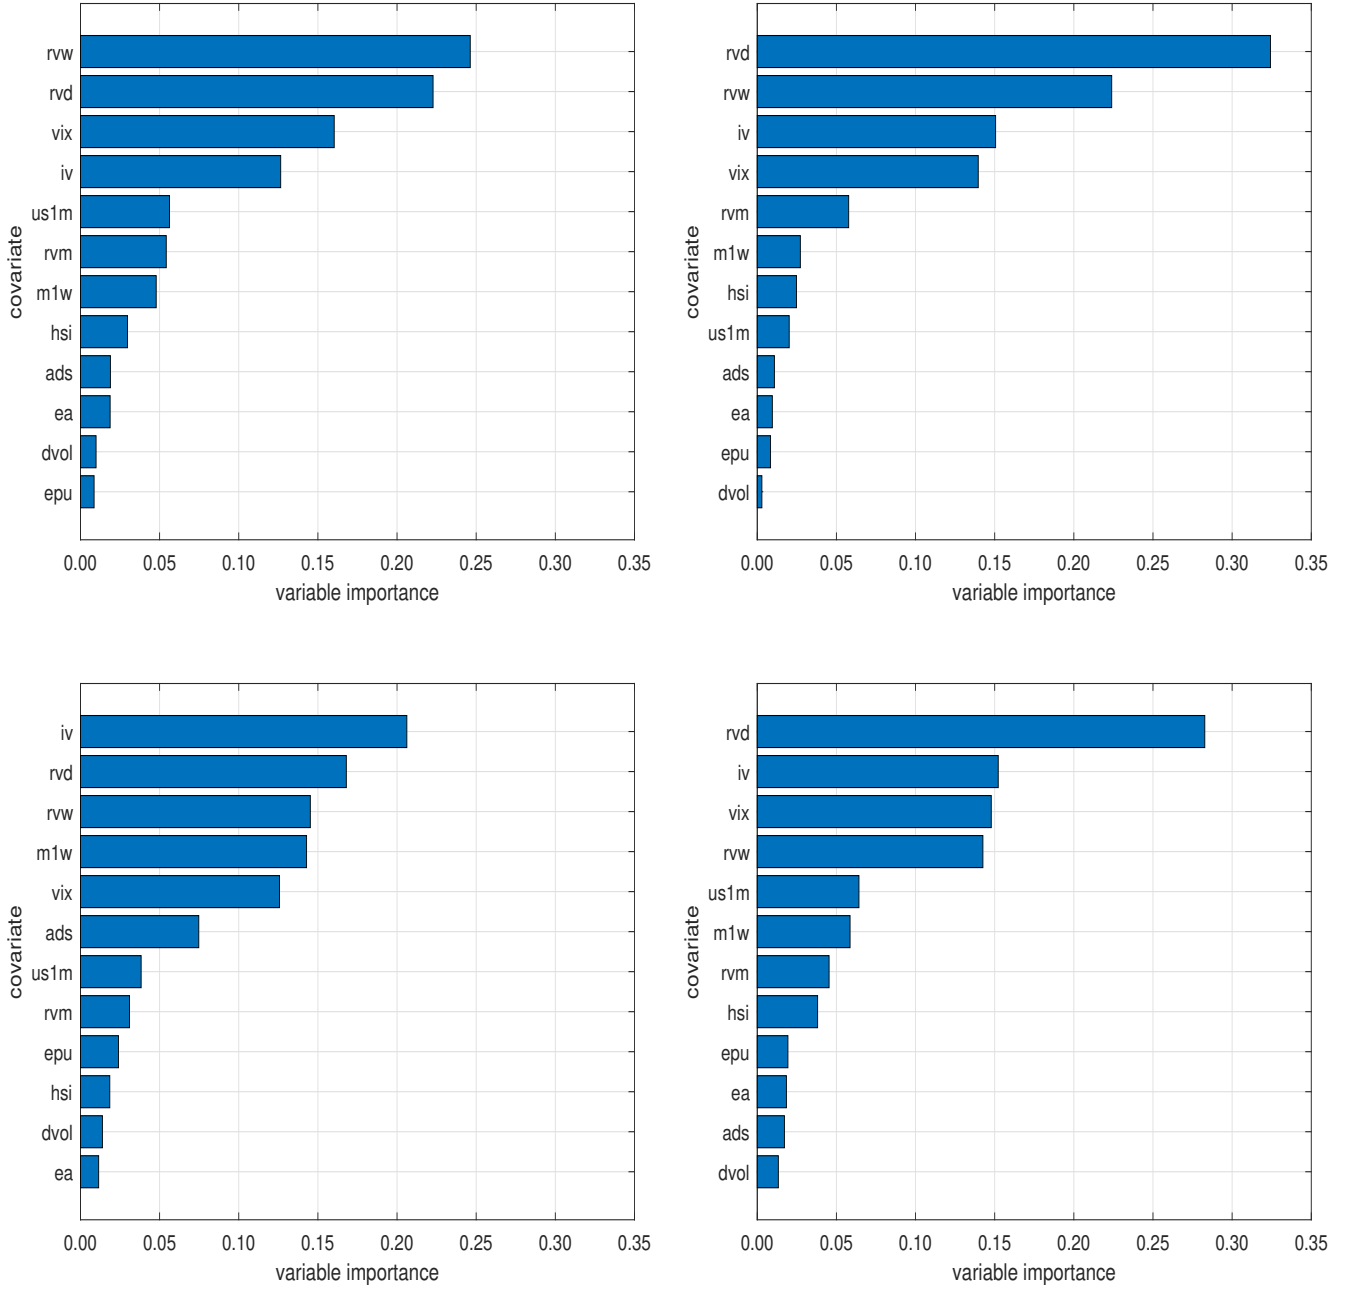 rvw
rvd
vix
iv
us1m
rvm
m1w
hsi
ads
ea
dvol
epu
covariate
0.00 0.05 0.10 0.15 0.20 0.25 0.30 0.35
variable importance
rvd
rvw
iv
vix
rvm
m1w
hsi
us1m
ads
ea
epu
dvol
covariate
0.00 0.05 0.10 0.15 0.20 0.25 0.30 0.35
variable importance
iv
rvd
rvw
m1w
vix
ads
us1m
rvm
epu
hsi
dvol
ea
covariate
0.00 0.05 0.10 0.15 0.20 0.25 0.30 0.35
variable importance
rvd
iv
vix
rvw
us1m
m1w
rvm
hsi
epu
ea
ads
dvol
covariate
0.00 0.05 0.10 0.15 0.20 0.25 0.30 0.35
variable importance